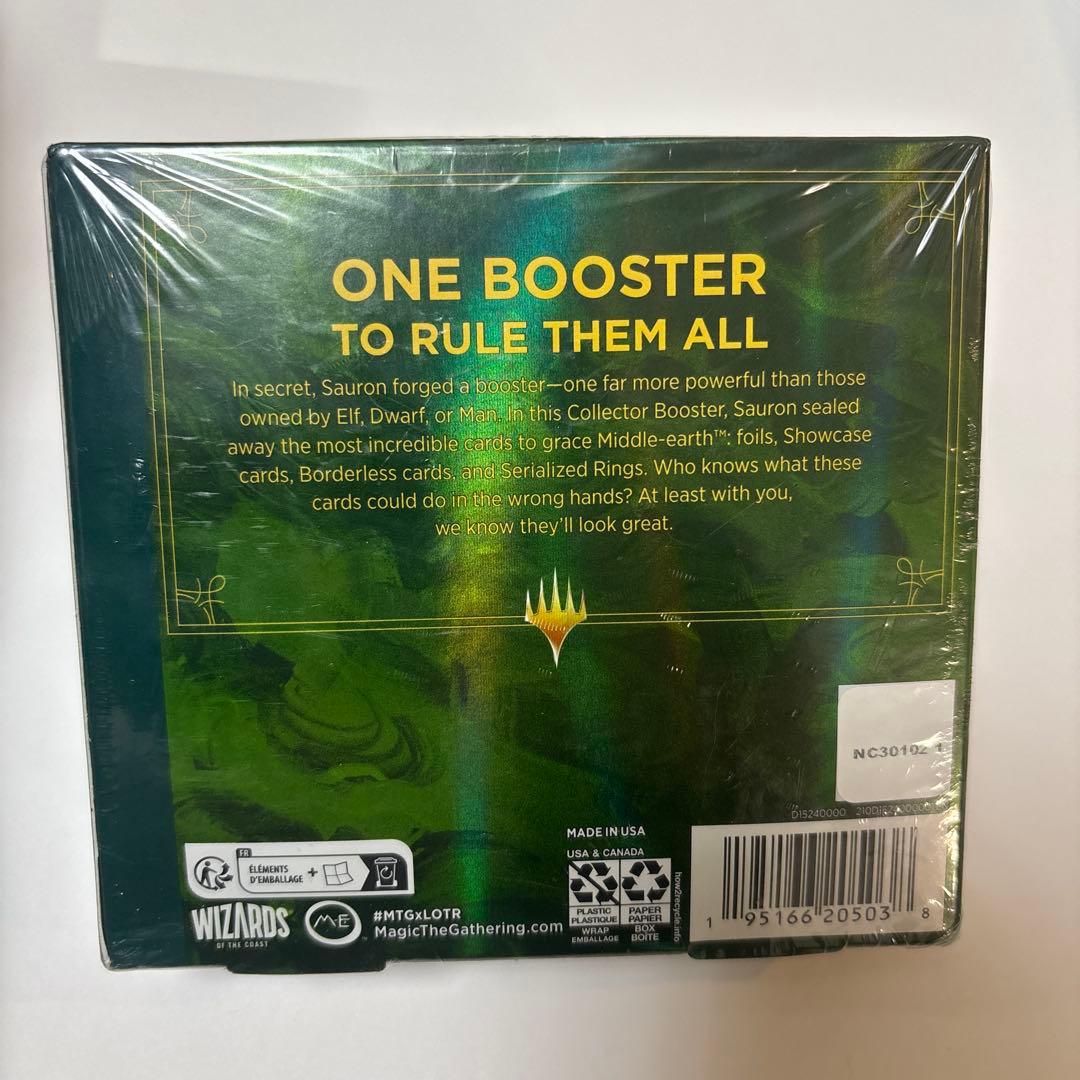 ONE BOOSTER
TO RULE THEM ALL
In secret, Sauron forged a booster—one far more powerful than those
owned by Elf, Dwarf, or Man. In this Collector Booster, Sauron sealed
away the most incredible cards to grace Middle-earth™: foils, Showcase
cards, Borderless cards, and Serialized Rings. Who knows what these
cards could do in the wrong hands? At least with you,
we know they'll look great.
NC30102 1
D15240000
MADE IN USA
USA & CANADA
FR
ÉLÉMENTS
D'EMBALLAGE
+
PLASTIC
PLASTIQUE
WRAP
EMBALLAGE
PAPER
PAPIER
BOX
BOÎTE
how2recycle.info
WIZARDS
OF THE COAST
M-E
™
#MTGxLOTR
MagicTheGathering.com
1 95166 20503 8